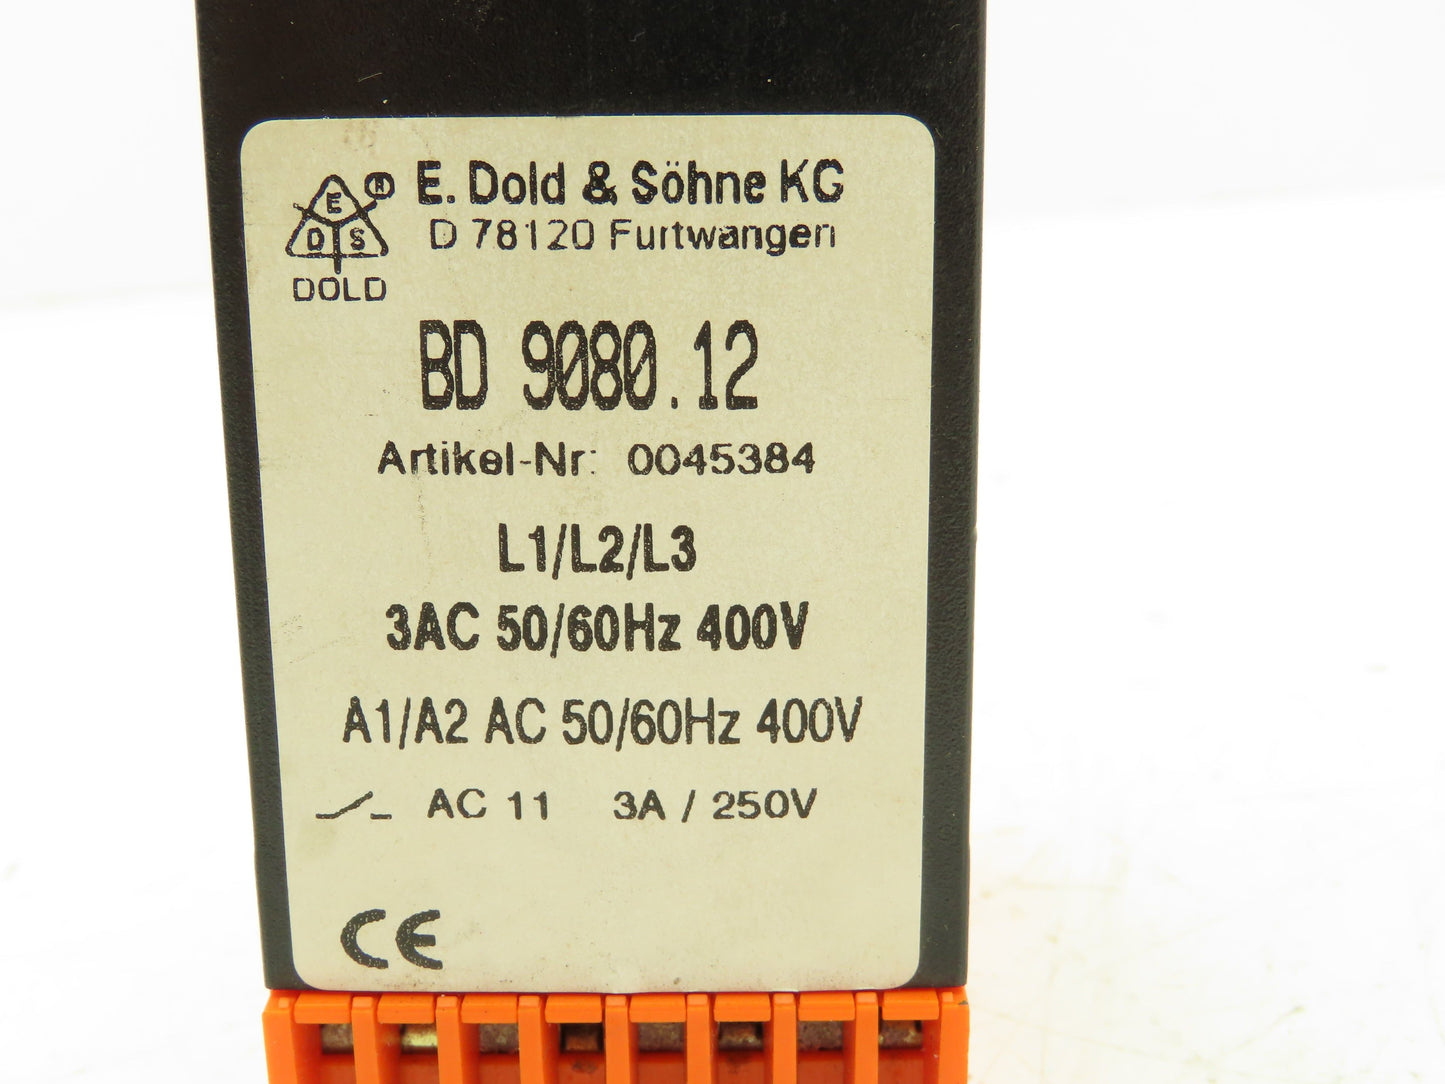 E. Dold & Söhne KG
D 78120 Furtwangen
E
D S
®
DOLD
BD 9080.12
Artikel-Nr: 0045384
L1/L2/L3
3AC 50/60Hz 400V
A1/A2 AC 50/60Hz 400V
AC 11 3A / 250V
CE